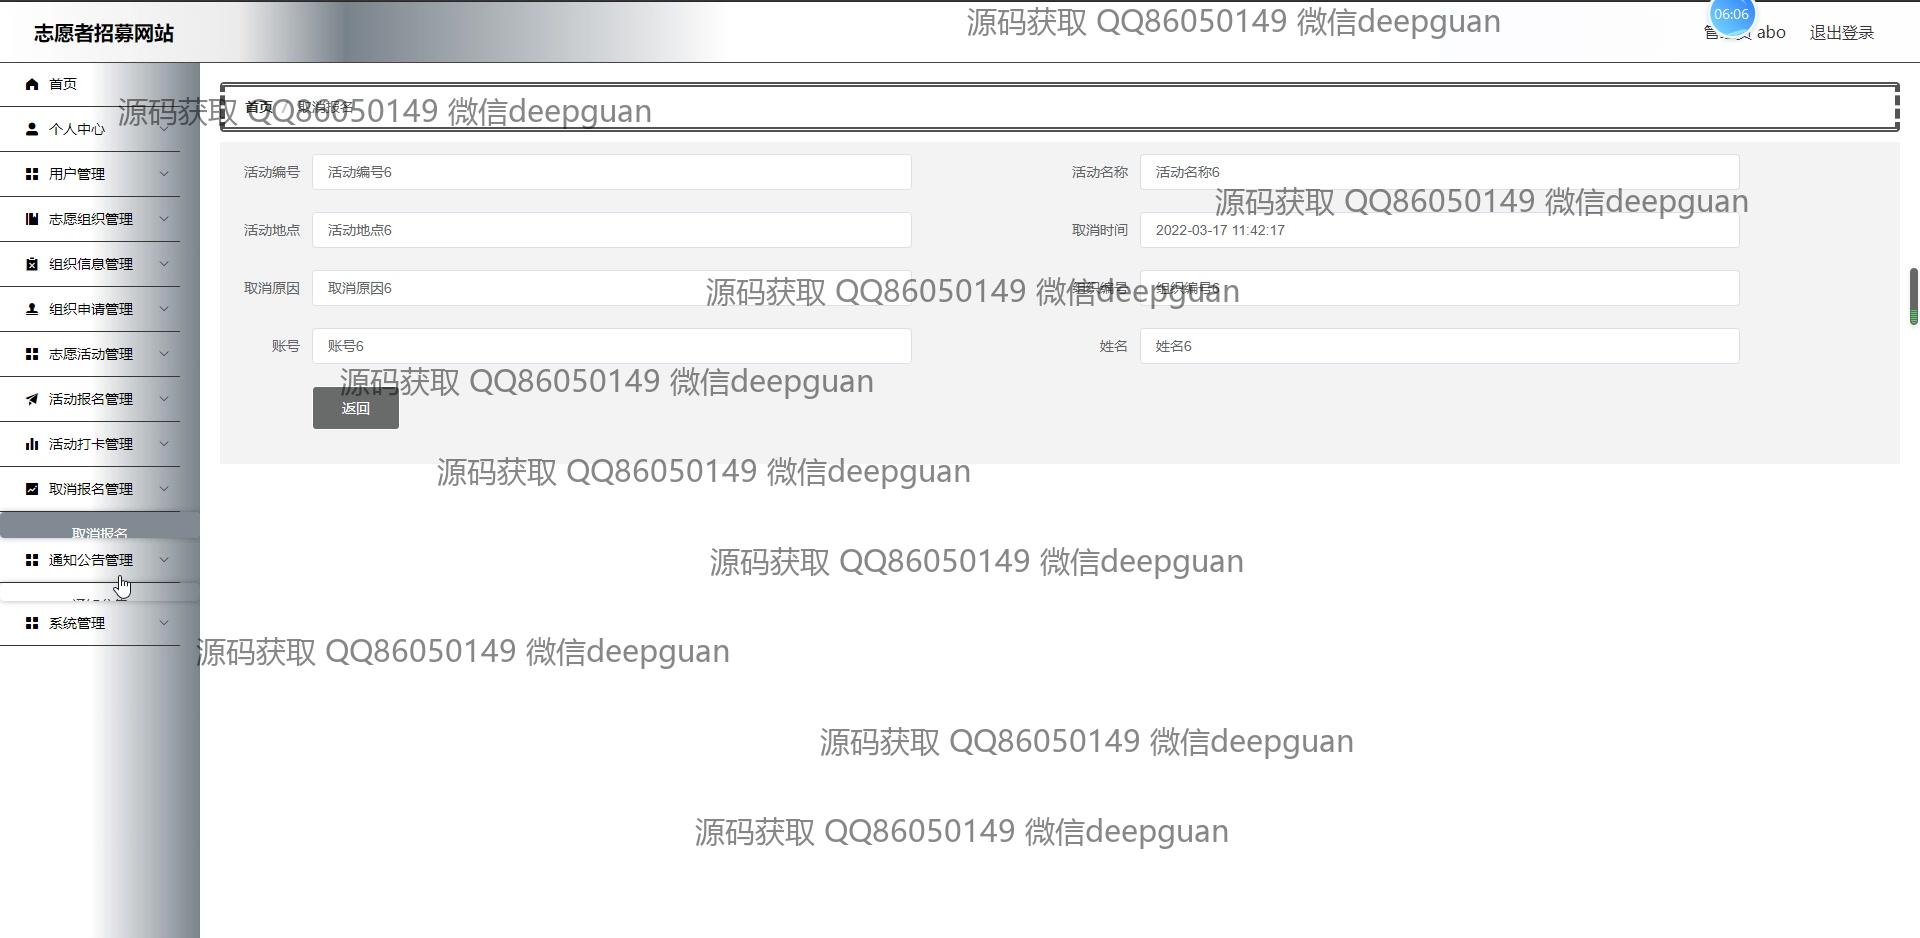 志愿者招募网站
源码获取 QQ86050149 微信deepguan
06:06
abo
退出登录
首页
个人中心
用户管理
志愿组织管理
组织信息管理
组织申请管理
志愿活动管理
活动报名管理
活动打卡管理
取消报名管理
取消报名
通知公告管理
系统管理
首页 / 取消报名
源码获取 QQ86050149 微信deepguan
活动编号 活动编号6
活动名称 活动名称6
源码获取 QQ86050149 微信deepguan
活动地点 活动地点6
取消时间 2022-03-17 11:42:17
取消原因 取消原因6
组织编号 组织编号6
源码获取 QQ86050149 微信deepguan
账号 账号6
姓名 姓名6
源码获取 QQ86050149 微信deepguan
返回
源码获取 QQ86050149 微信deepguan
源码获取 QQ86050149 微信deepguan
源码获取 QQ86050149 微信deepguan
源码获取 QQ86050149 微信deepguan
源码获取 QQ86050149 微信deepguan